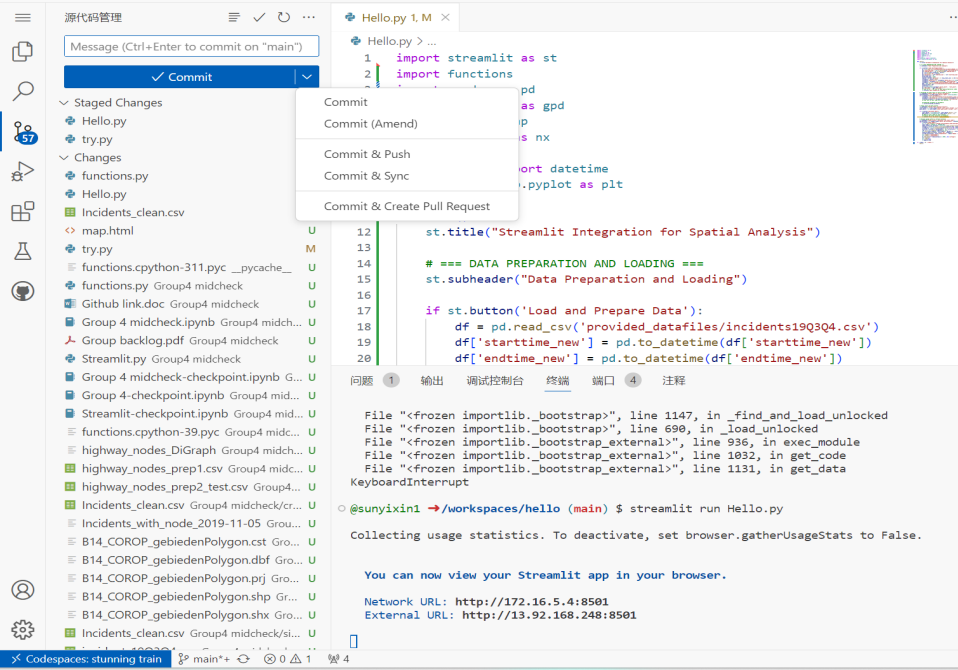 源代码管理
Message (Ctrl+Enter to commit on "main")
Commit
Staged Changes
Hello.py
try.py
Changes
functions.py
Hello.py
Incidents_clean.csv
map.html U
try.py M
functions.cpython-311.pyc __pycache__ U
functions.py Group4 midcheck U
Github link.doc Group4 midcheck U
Group 4 midcheck.ipynb Group4 midch... U
Group backlog.pdf Group4 midcheck U
Streamlit.py Group4 midcheck U
Group 4 midcheck-checkpoint.ipynb G... U
Group 4-checkpoint.ipynb Group4 mid... U
Streamlit-checkpoint.ipynb Group4 mid... U
functions.cpython-39.pyc Group4 midc... U
highway_nodes_DiGraph Group4 midch... U
highway_nodes_prep1.csv Group4 midc... U
highway_nodes_prep2_test.csv Group4... U
Incidents_clean.csv Group4 midcheck/cr... U
Incidents_with_node_2019-11-05 Grou... U
B14_COROP_gebiedenPolygon.cst Gro... U
B14_COROP_gebiedenPolygon.dbf Gro... U
B14_COROP_gebiedenPolygon.prj Gro... U
B14_COROP_gebiedenPolygon.shp Gro... U
B14_COROP_gebiedenPolygon.shx Gro... U
Incidents_clean.csv Group4 midcheck/si... U
57
Commit
Commit (Amend)
Commit & Push
Commit & Sync
Commit & Create Pull Request
Hello.py 1, M
Hello.py > ...
1 import streamlit as st
2 import functions
pd
as gpd
np
s nx
ort datetime
.pyplot as plt
12 st.title("Streamlit Integration for Spatial Analysis")
13
14 # === DATA PREPARATION AND LOADING ===
15 st.subheader("Data Preparation and Loading")
16
17 if st.button('Load and Prepare Data'):
18 df = pd.read_csv('provided_datafiles/incidents19Q3Q4.csv')
19 df['starttime_new'] = pd.to_datetime(df['starttime_new'])
20 df['endtime_new'] = pd.to_datetime(df['endtime_new'])
问题 1 输出 调试控制台 终端 端口 4 注释
File "<frozen importlib._bootstrap>", line 1147, in _find_and_load_unlocked
File "<frozen importlib._bootstrap>", line 690, in _load_unlocked
File "<frozen importlib._bootstrap_external>", line 936, in exec_module
File "<frozen importlib._bootstrap_external>", line 1032, in get_code
File "<frozen importlib._bootstrap_external>", line 1131, in get_data
KeyboardInterrupt
@sunyixin1 ➜ /workspaces/hello (main) $ streamlit run Hello.py
Collecting usage statistics. To deactivate, set browser.gatherUsageStats to False.
You can now view your Streamlit app in your browser.
Network URL: http://172.16.5.4:8501
External URL: http://13.92.168.248:8501
Codespaces: stunning train main*+ 0 1 4